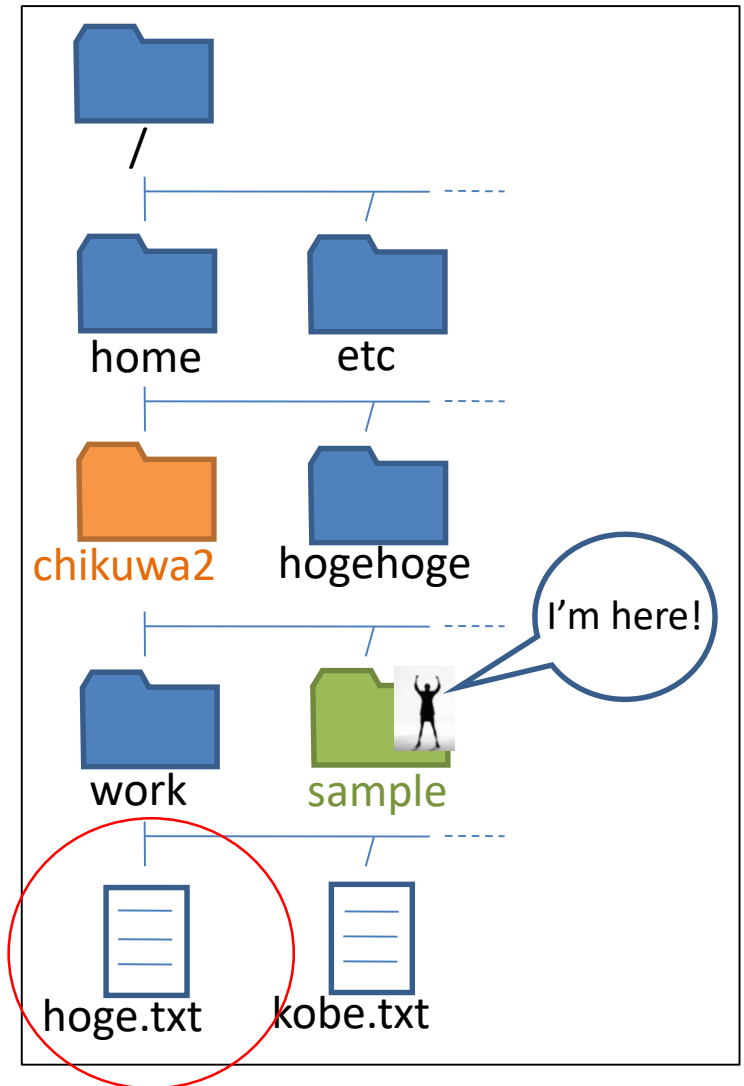 /
home
etc
chikuwa2
hogehoge
I’m here!
work
sample
hoge.txt
kobe.txt